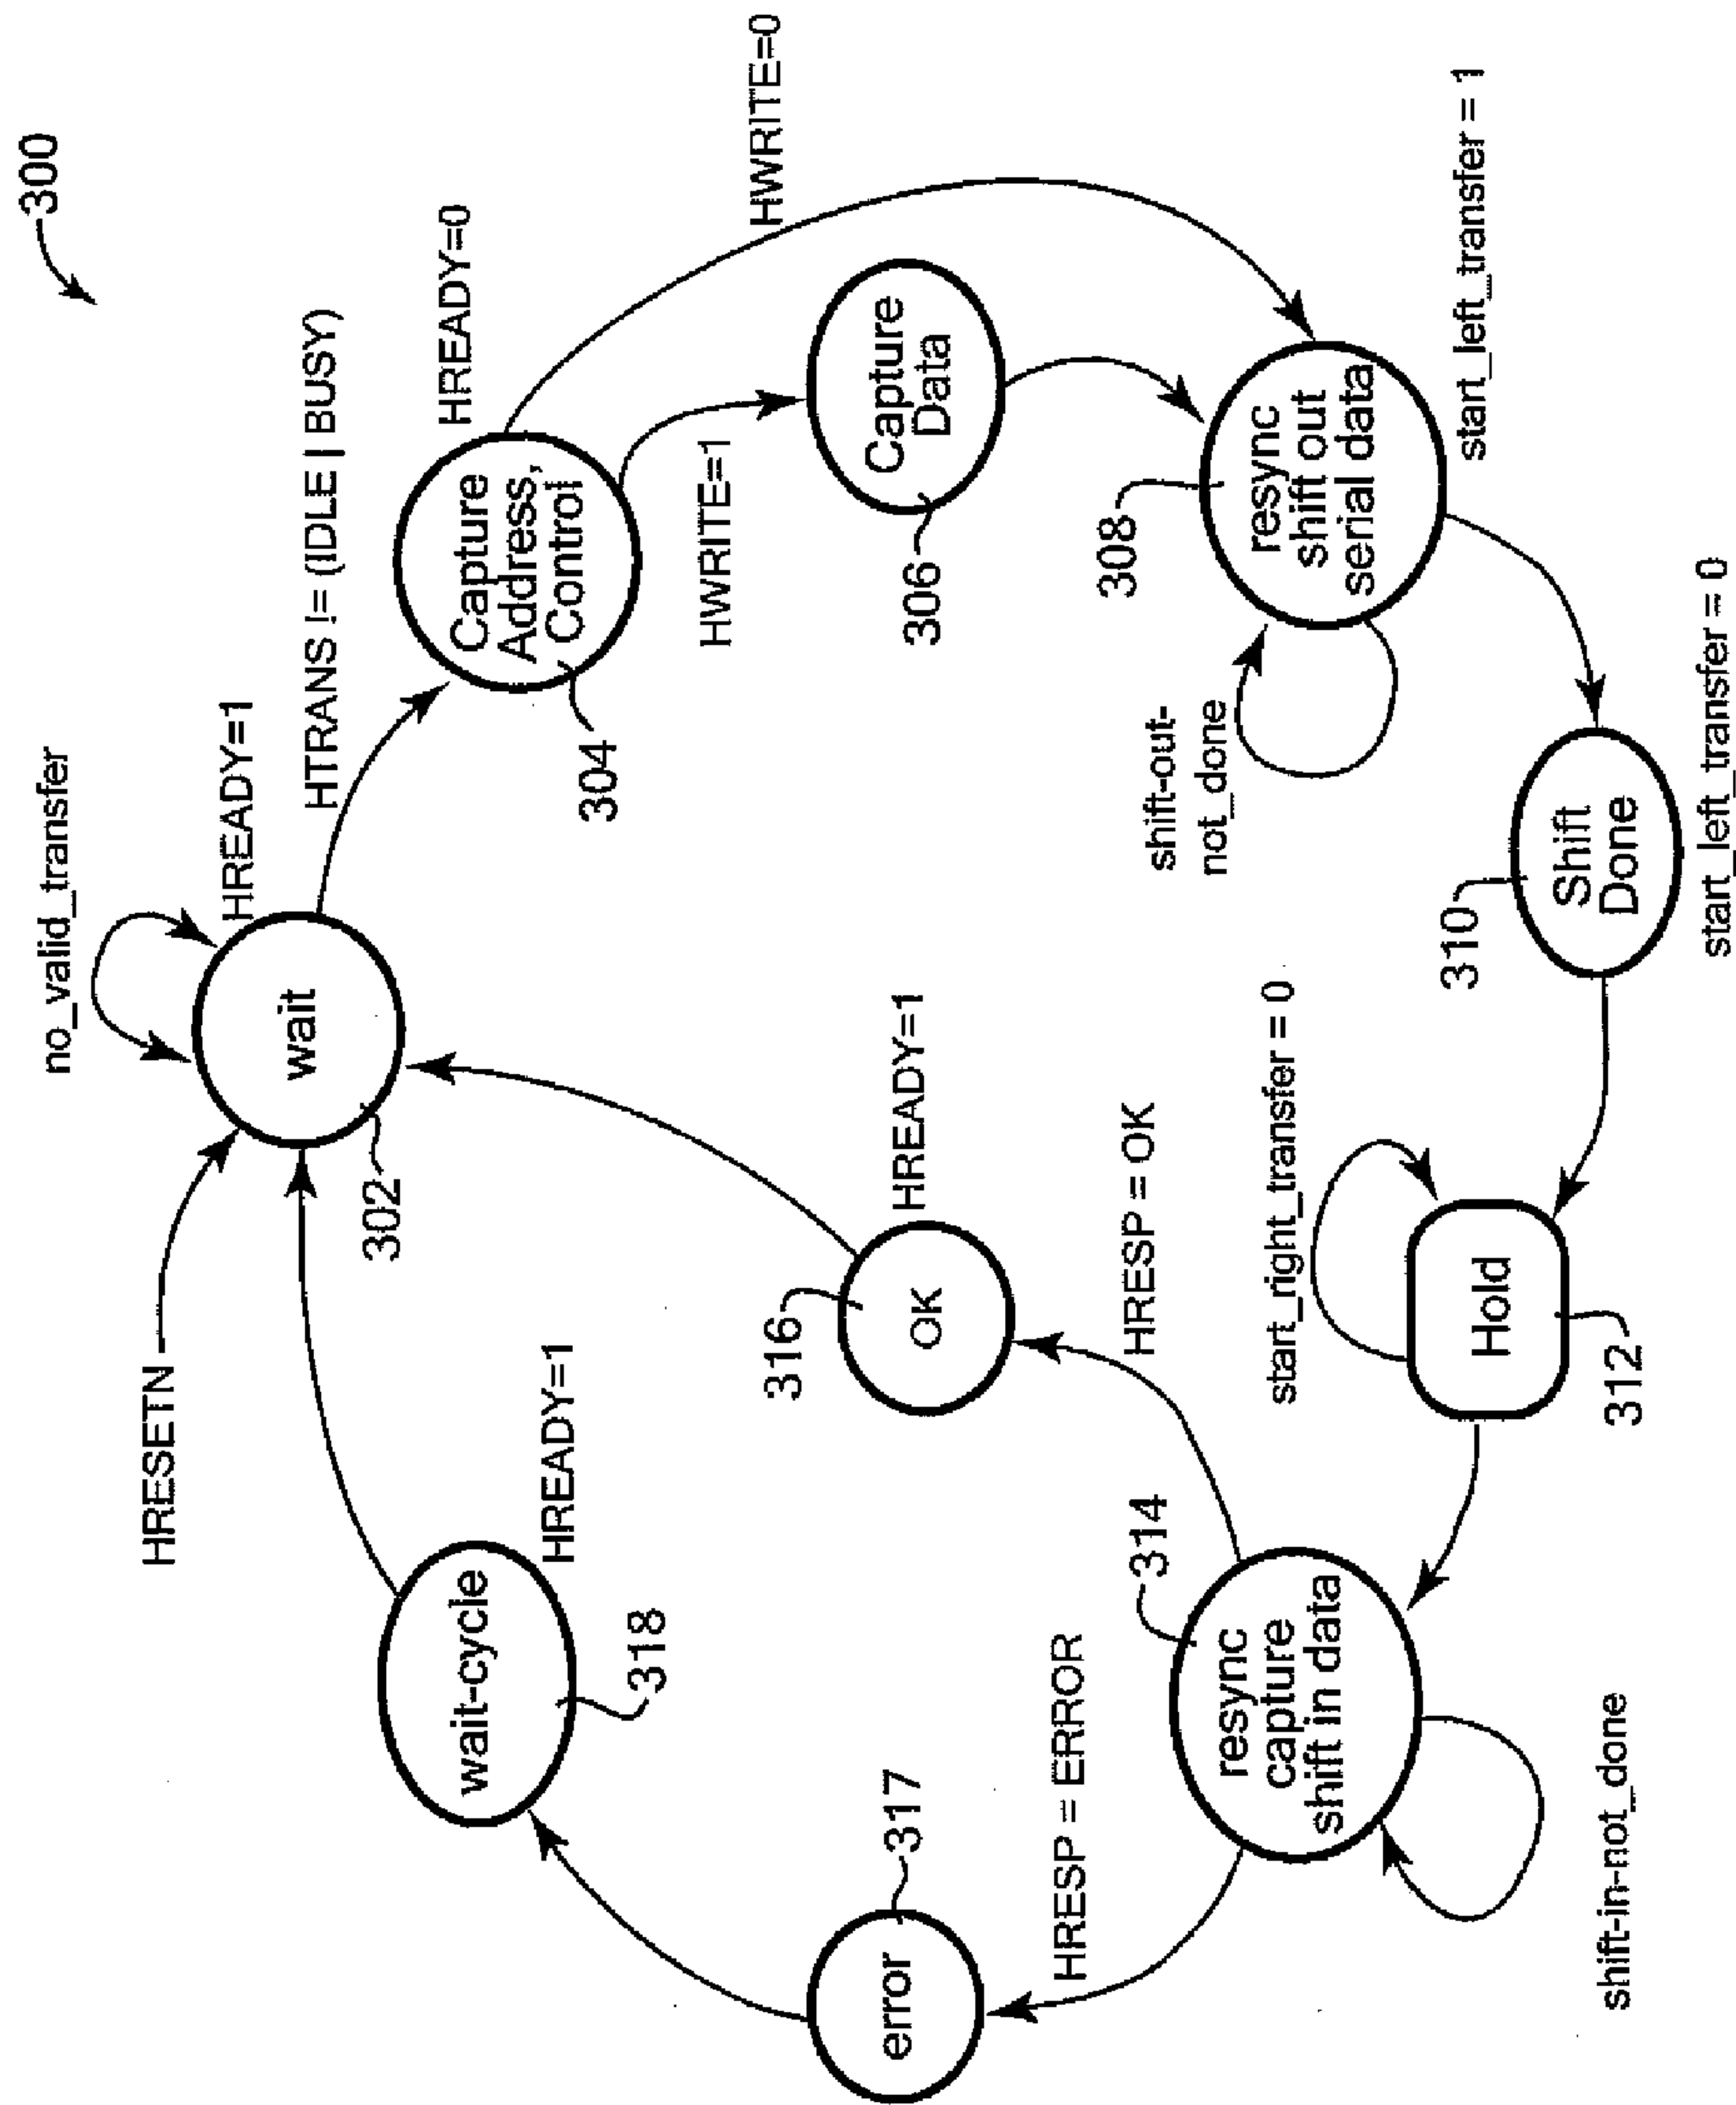 300
no_valid_transfer
HREADY=1
HRESETN
wait
302
HTRANS != (IDLE | BUSY)
HREADY=0
Capture
Address,
Control
304
HWRITE=0
HWRITE=1
Capture
Data
306
resync
shift out
serial data
308
start_left_transfer = 1
shift-out-
not_done
Shift
Done
310
start_left_transfer = 0
Hold
312
start_right_transfer = 0
resync
capture
shift in data
314
shift-in-not_done
HRESP = OK
OK
316
HREADY=1
HRESP = ERROR
error
317
wait-cycle
318
HREADY=1